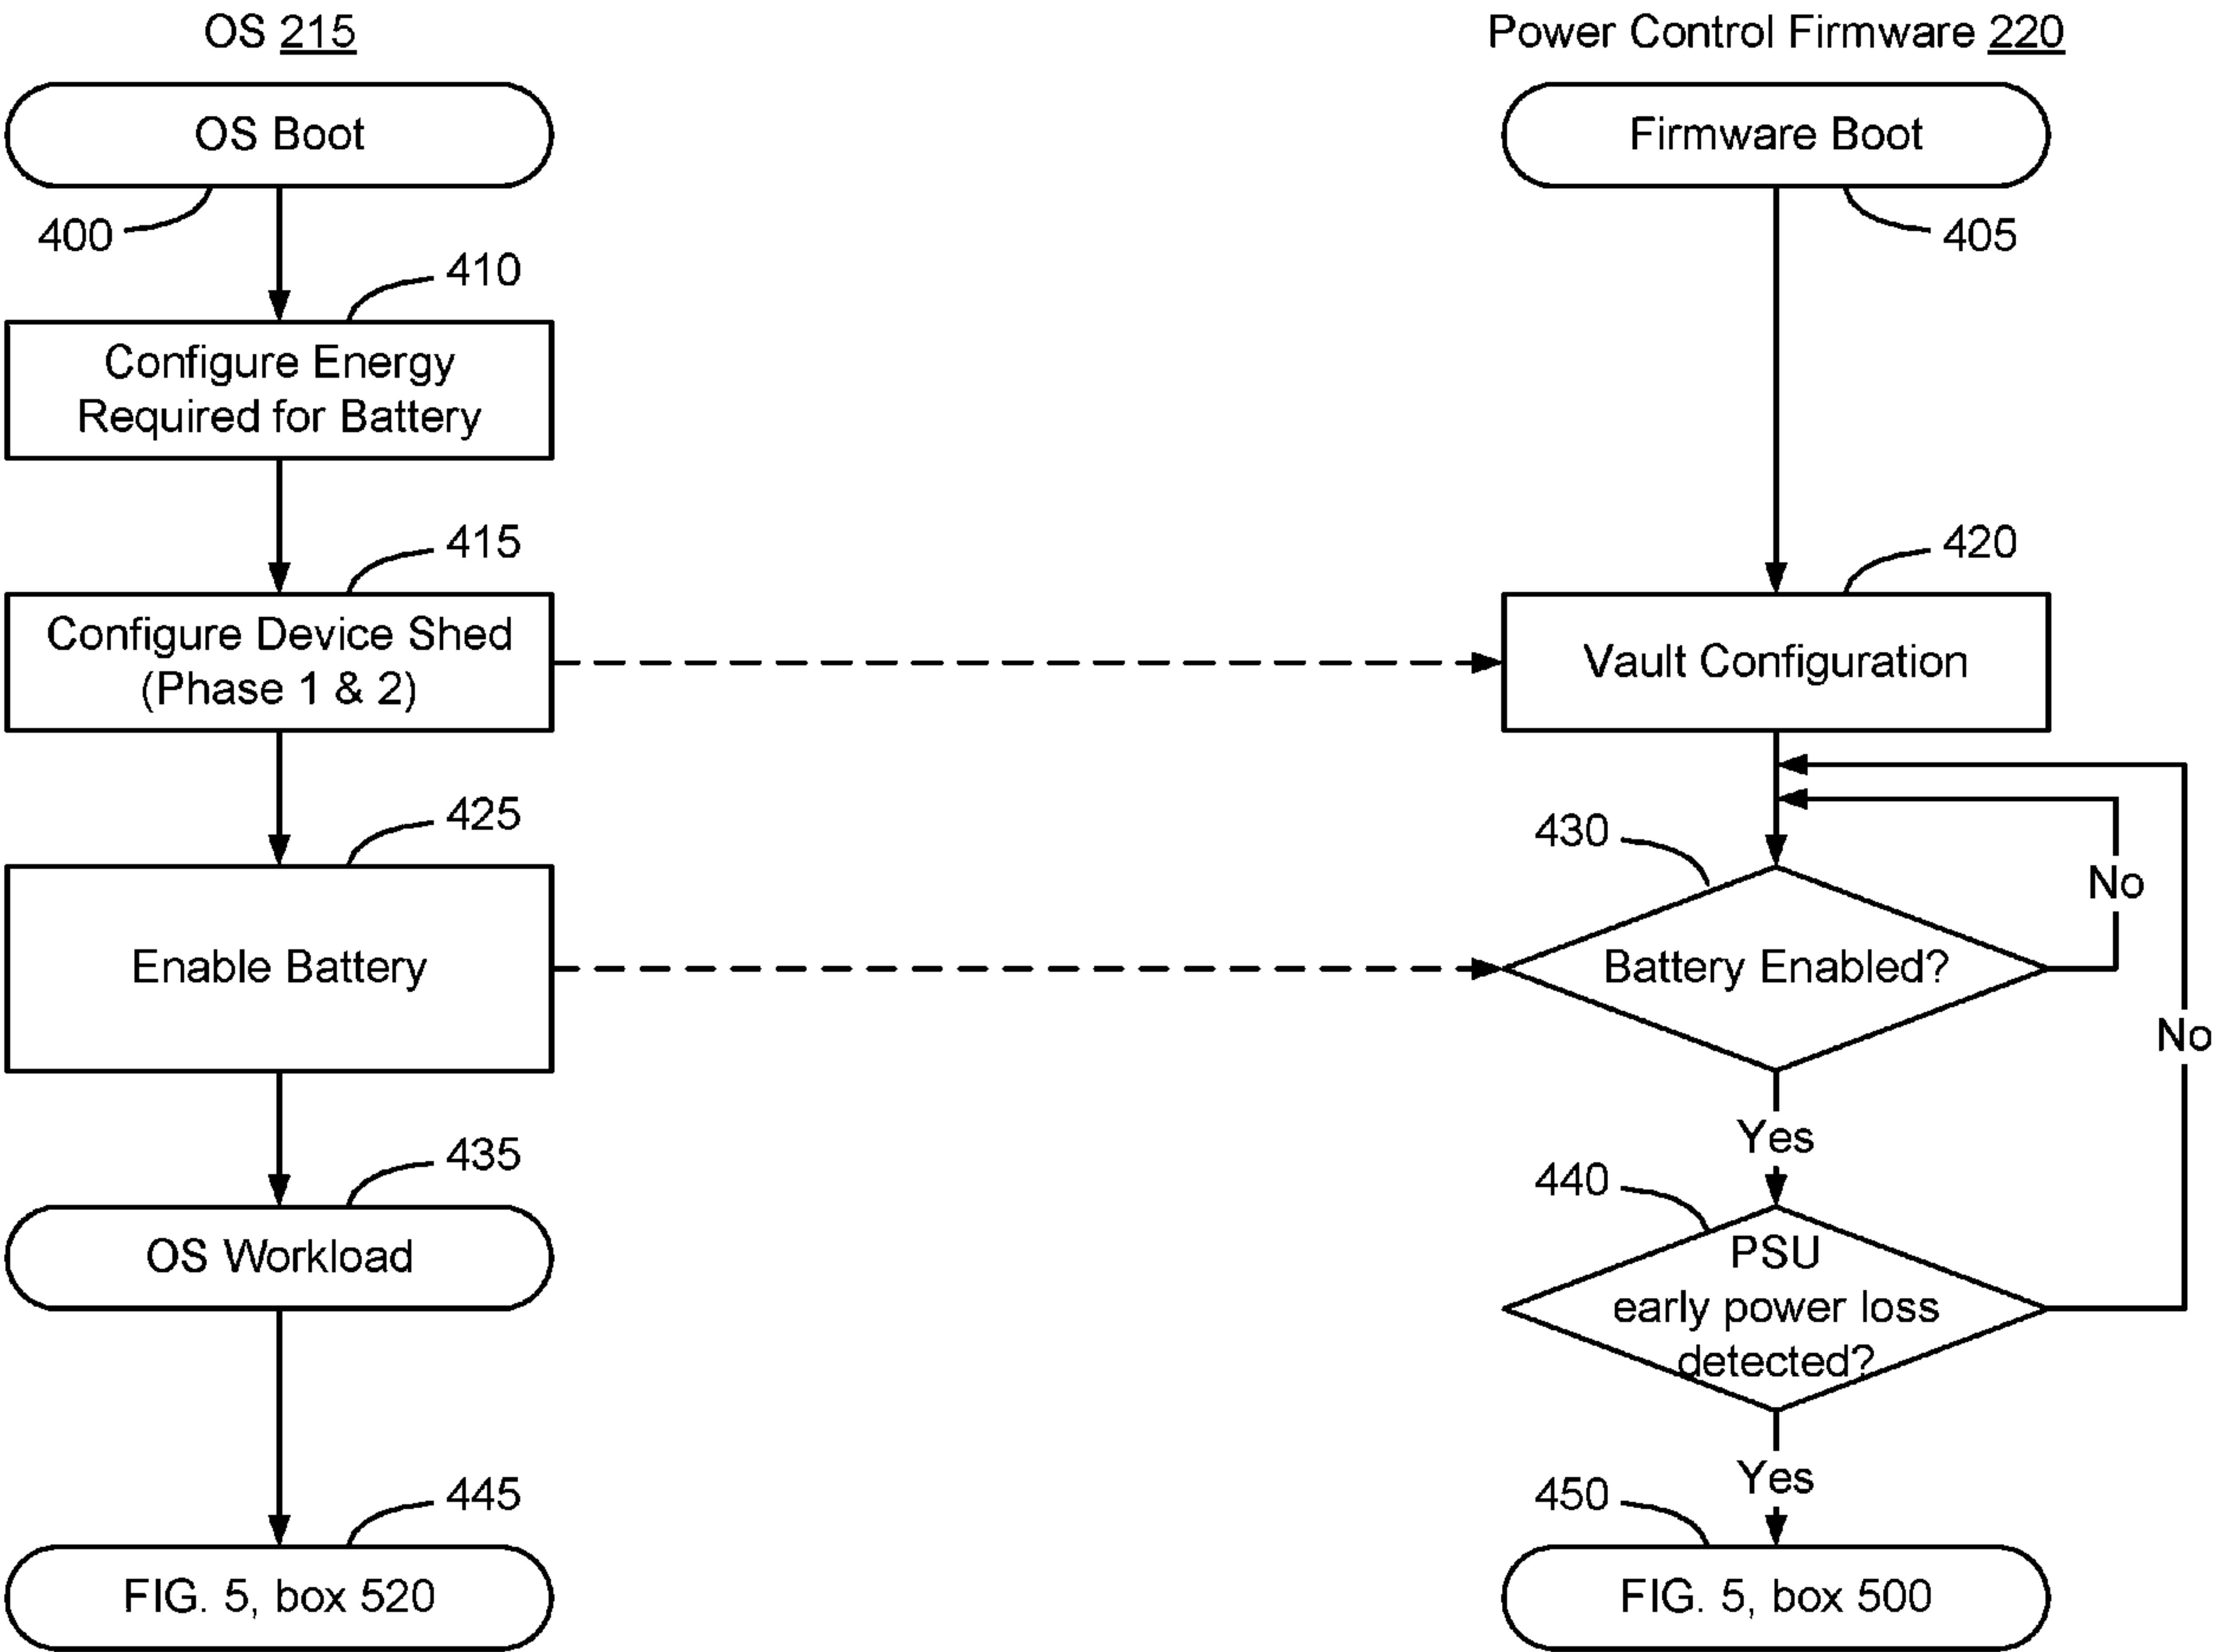 OS 215
OS Boot
400
410
Configure Energy
Required for Battery
415
Configure Device Shed
(Phase 1 & 2)
425
Enable Battery
435
OS Workload
445
FIG. 5, box 520
Power Control Firmware 220
Firmware Boot
405
420
Vault Configuration
430
No
Battery Enabled?
No
Yes
440
PSU
early power loss
detected?
Yes
450
FIG. 5, box 500